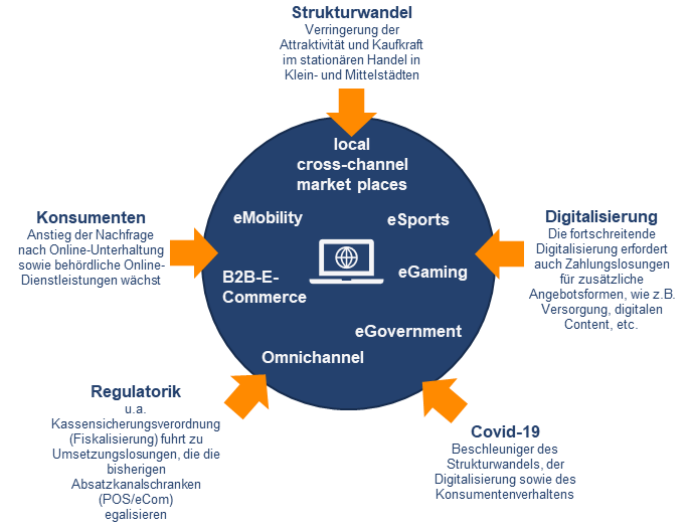 Strukturwandel
Verringerung der
Attraktivität und Kaufkraft
im stationären Handel in
Klein- und Mittelstädten
local
cross-channel
market places
eMobility
eSports
B2B-E-
Commerce
eGaming
eGovernment
Omnichannel
Konsumenten
Anstieg der Nachfrage
nach Online-Unterhaltung
sowie behördliche Online-
Dienstleistungen wächst
Digitalisierung
Die fortschreitende
Digitalisierung erfordert
auch Zahlungslosungen
für zusätzliche
Angebotsformen, wie z.B.
Versorgung, digitalen
Content, etc.
Regulatorik
u.a.
Kassensicherungsverordnung
(Fiskalisierung) fuhrt zu
Umsetzungslosungen, die die
bisherigen
Absatzkanalschranken
(POS/eCom)
egalisieren
Covid-19
Beschleuniger des
Strukturwandels, der
Digitalisierung sowie des
Konsumentenverhaltens